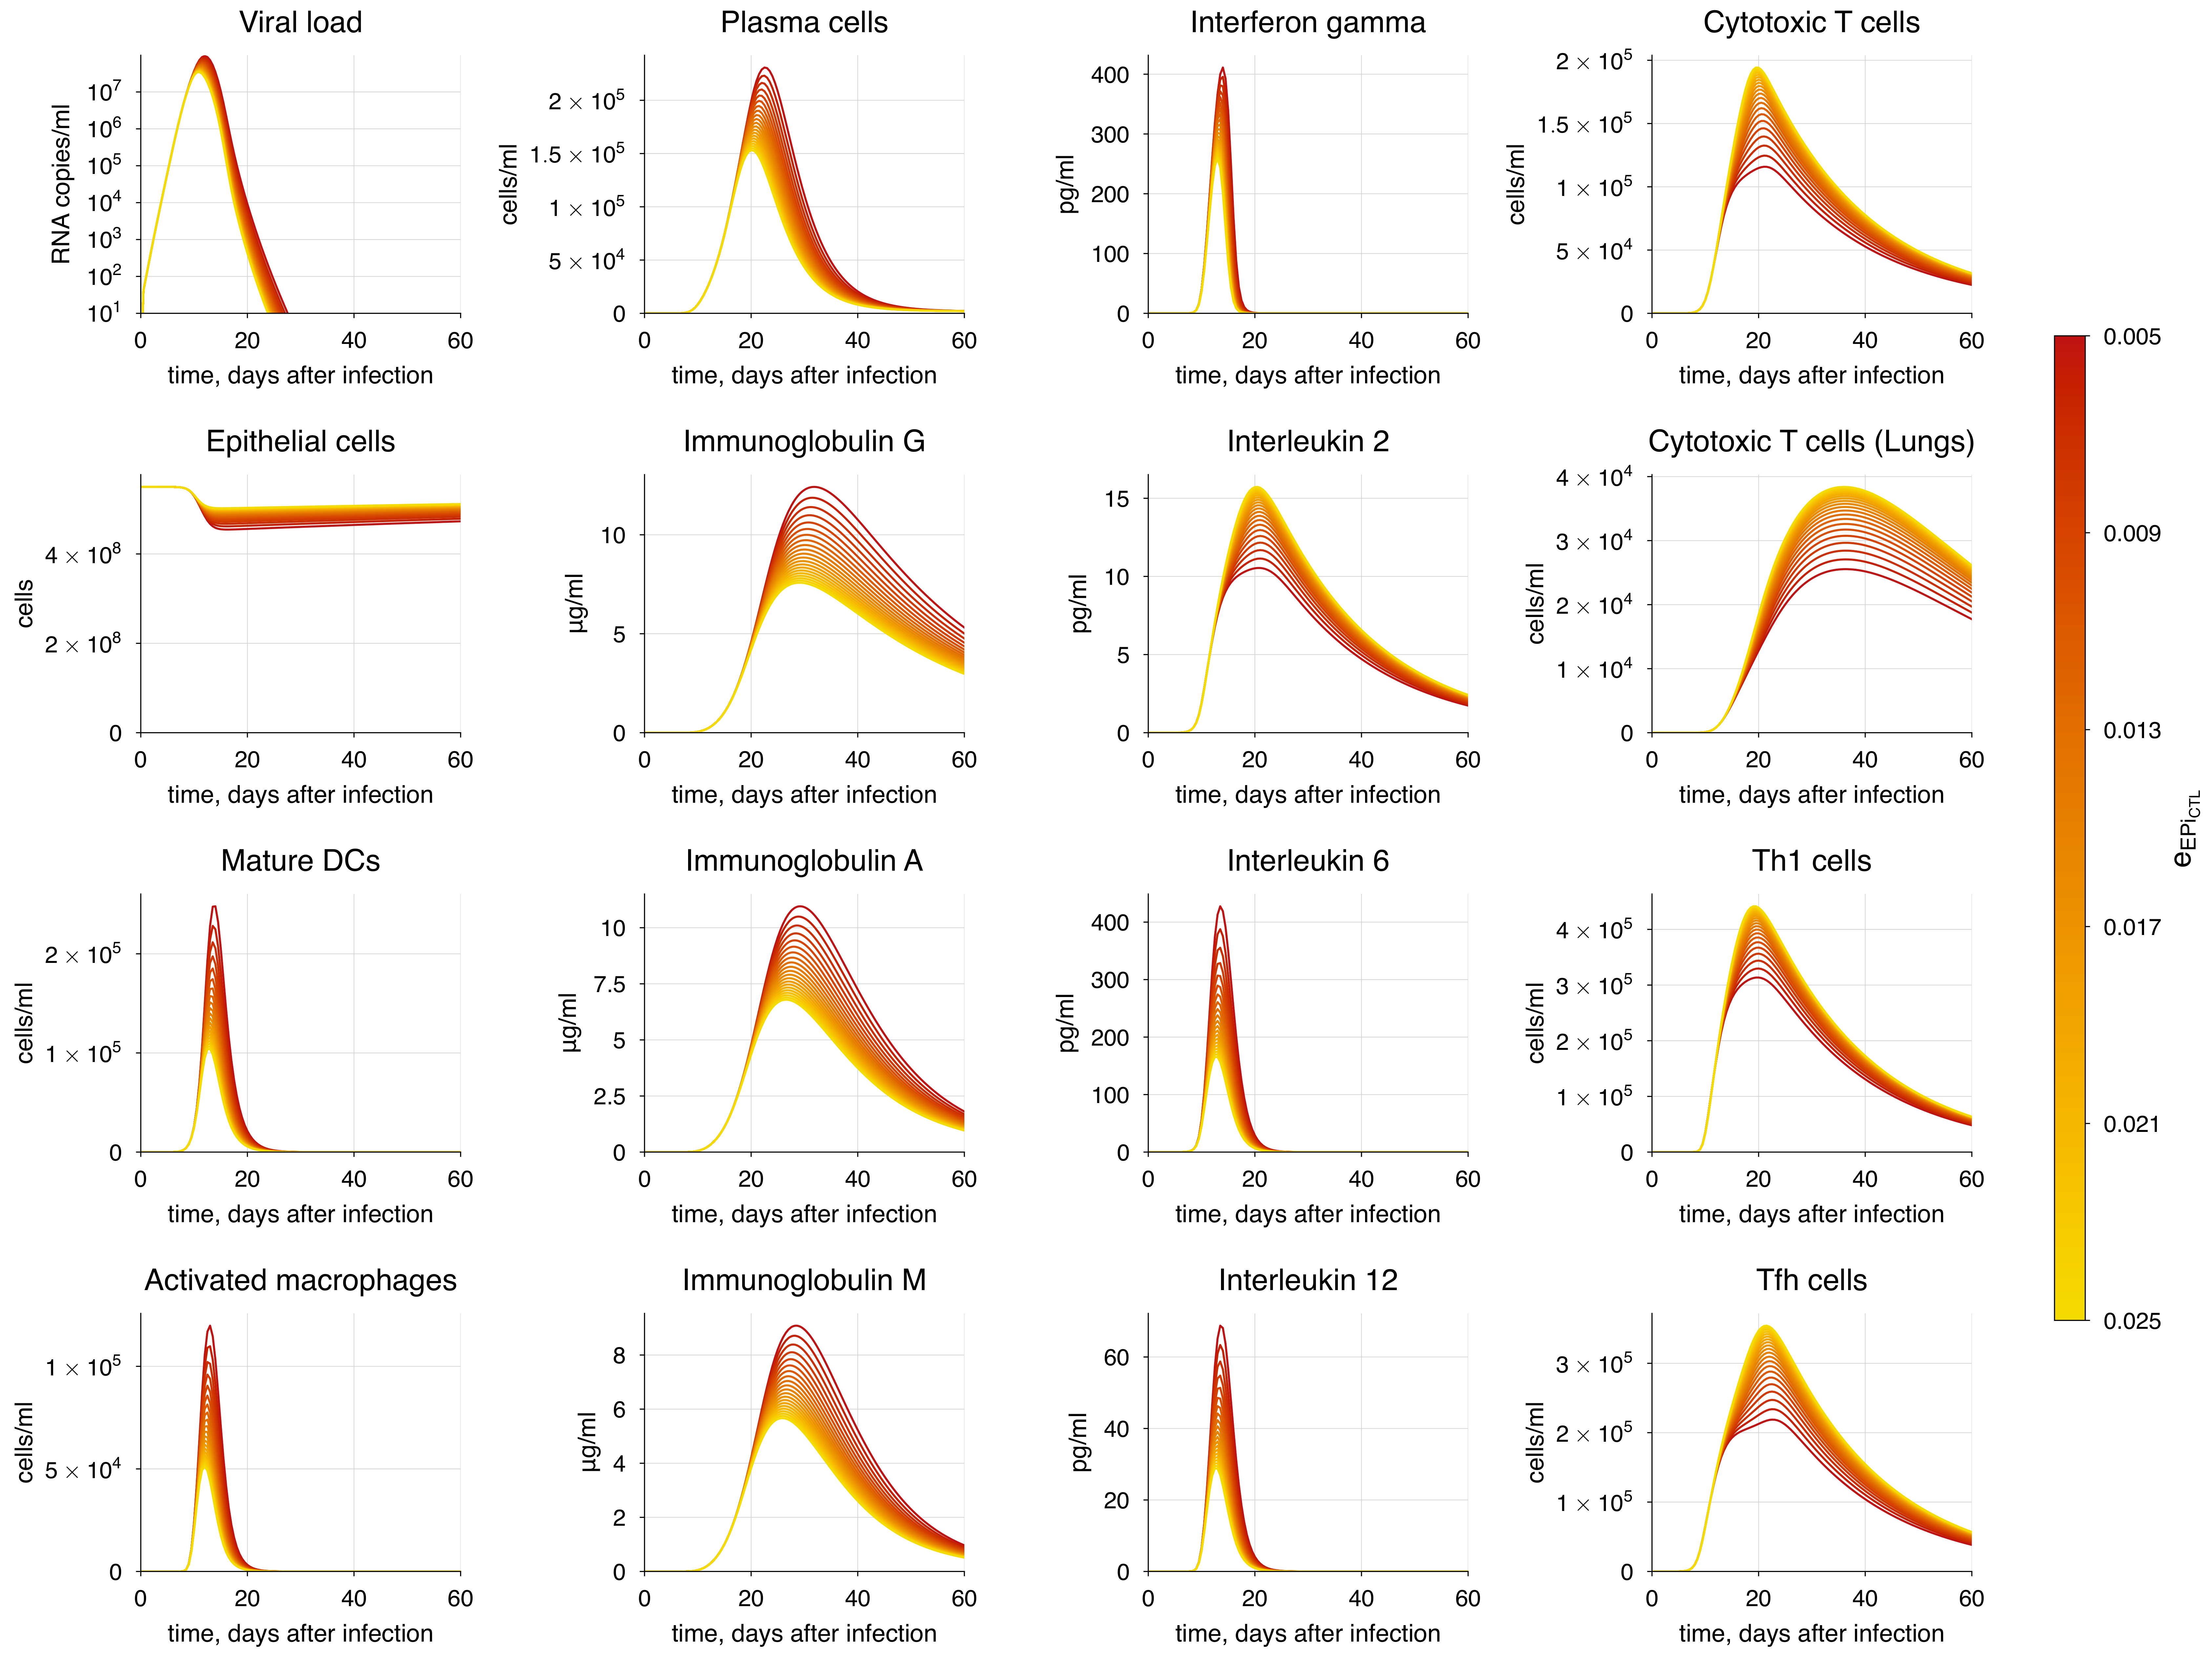 Viral load
RNA copies/ml
10^7
10^6
10^5
10^4
10^3
10^2
10^1
0 20 40 60
time, days after infection
Plasma cells
cells/ml
2 × 10^5
1.5 × 10^5
1 × 10^5
5 × 10^4
0
0 20 40 60
time, days after infection
Interferon gamma
pg/ml
400
300
200
100
0
0 20 40 60
time, days after infection
Cytotoxic T cells
cells/ml
2 × 10^5
1.5 × 10^5
1 × 10^5
5 × 10^4
0
0 20 40 60
time, days after infection
Epithelial cells
cells
4 × 10^8
2 × 10^8
0
0 20 40 60
time, days after infection
Immunoglobulin G
µg/ml
10
5
0
0 20 40 60
time, days after infection
Interleukin 2
pg/ml
15
10
5
0
0 20 40 60
time, days after infection
Cytotoxic T cells (Lungs)
cells/ml
4 × 10^4
3 × 10^4
2 × 10^4
1 × 10^4
0
0 20 40 60
time, days after infection
Mature DCs
cells/ml
2 × 10^5
1 × 10^5
0
0 20 40 60
time, days after infection
Immunoglobulin A
µg/ml
10
7.5
5
2.5
0
0 20 40 60
time, days after infection
Interleukin 6
pg/ml
400
300
200
100
0
0 20 40 60
time, days after infection
Th1 cells
cells/ml
4 × 10^5
3 × 10^5
2 × 10^5
1 × 10^5
0
0 20 40 60
time, days after infection
Activated macrophages
cells/ml
1 × 10^5
5 × 10^4
0
0 20 40 60
time, days after infection
Immunoglobulin M
µg/ml
8
6
4
2
0
0 20 40 60
time, days after infection
Interleukin 12
pg/ml
60
40
20
0
0 20 40 60
time, days after infection
Tfh cells
cells/ml
3 × 10^5
2 × 10^5
1 × 10^5
0
0 20 40 60
time, days after infection
0.005
0.009
0.013
0.017
0.021
0.025
eEPiCTL